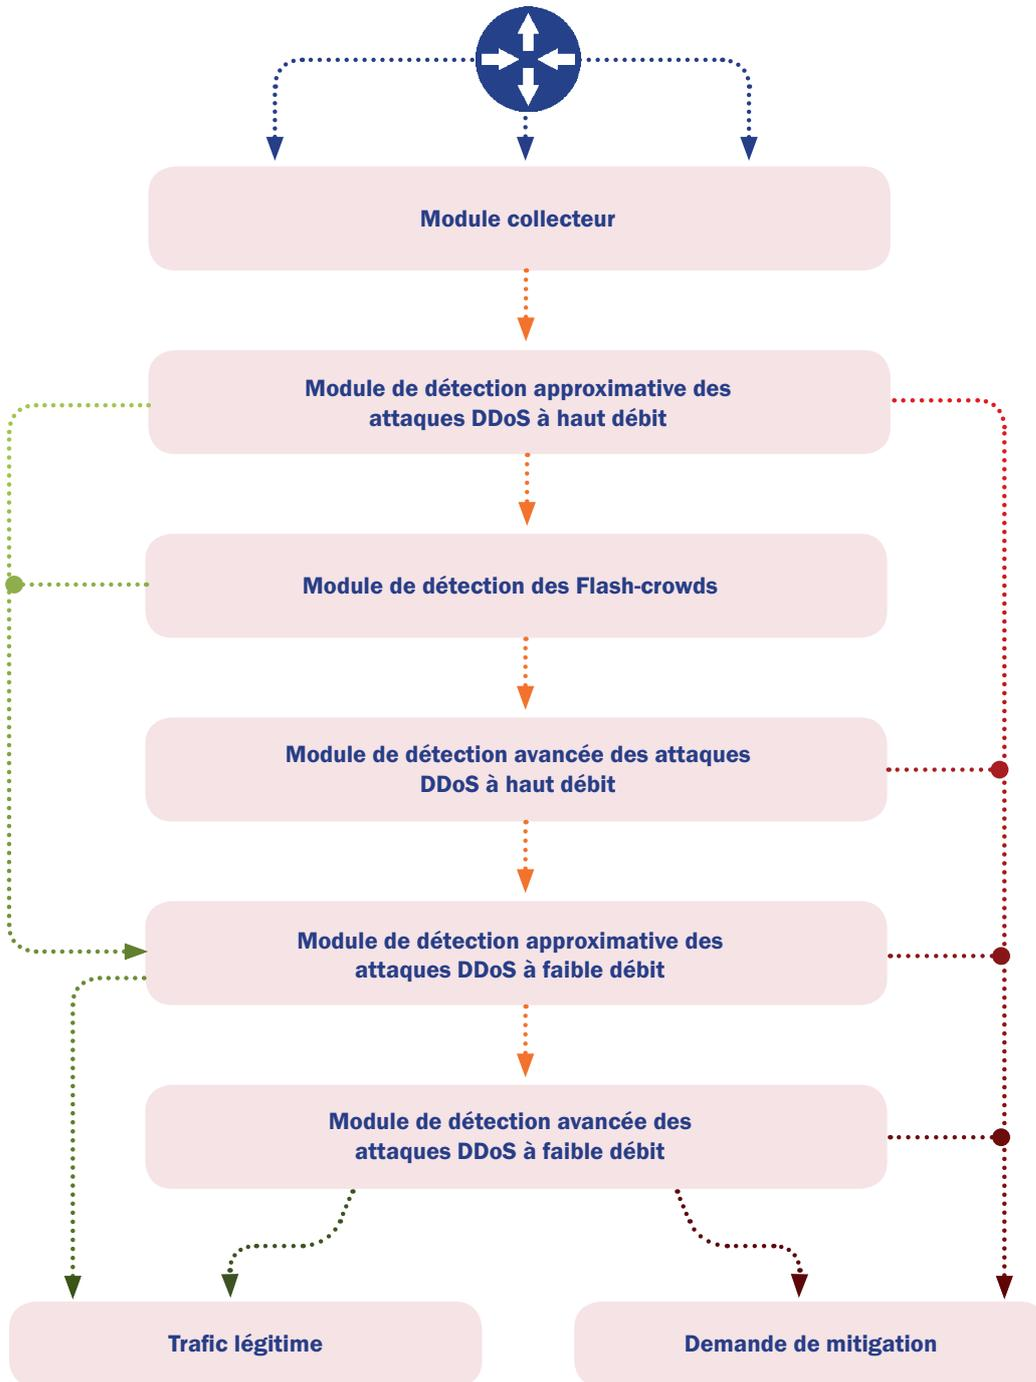 Module collecteur
Module de détection approximative des
attaques DDoS à haut débit
Module de détection des Flash-crowds
Module de détection avancée des attaques
DDoS à haut débit
Module de détection approximative des
attaques DDoS à faible débit
Module de détection avancée des
attaques DDoS à faible débit
Trafic légitime
Demande de mitigation